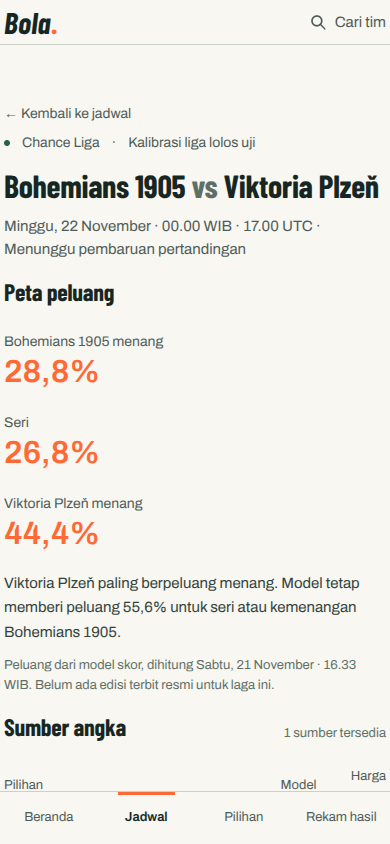 Bola.
Cari tim
← Kembali ke jadwal
Chance Liga · Kalibrasi liga lolos uji
Bohemians 1905 vs Viktoria Plzeň
Minggu, 22 November · 00.00 WIB · 17.00 UTC ·
Menunggu pembaruan pertandingan
Peta peluang
Bohemians 1905 menang
28,8%
Seri
26,8%
Viktoria Plzeň menang
44,4%
Viktoria Plzeň paling berpeluang menang. Model tetap
memberi peluang 55,6% untuk seri atau kemenangan
Bohemians 1905.
Peluang dari model skor, dihitung Sabtu, 21 November · 16.33
WIB. Belum ada edisi terbit resmi untuk laga ini.
Sumber angka
1 sumber tersedia
Pilihan
Model
Harga
Beranda
Jadwal
Pilihan
Rekam hasil